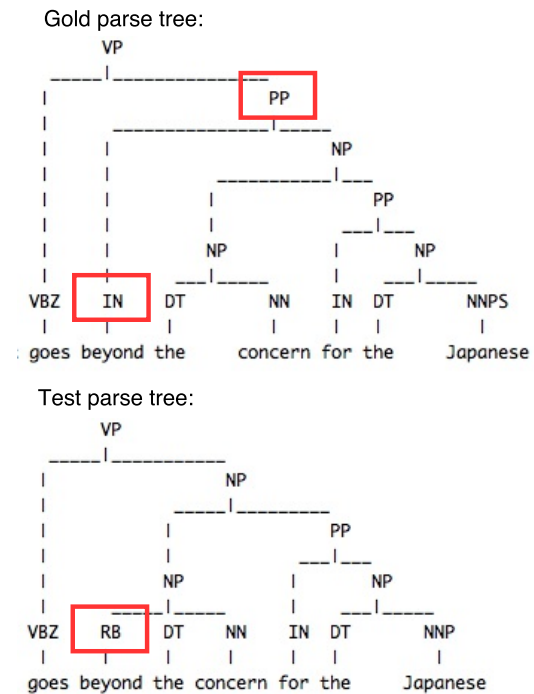 Gold parse tree:
VP
PP
NP
PP
NP NP
VBZ IN DT NN IN DT NNPS
: goes beyond the concern for the Japanese
Test parse tree:
VP
NP
PP
NP NP
VBZ RB DT NN IN DT NNP
goes beyond the concern for the Japanese